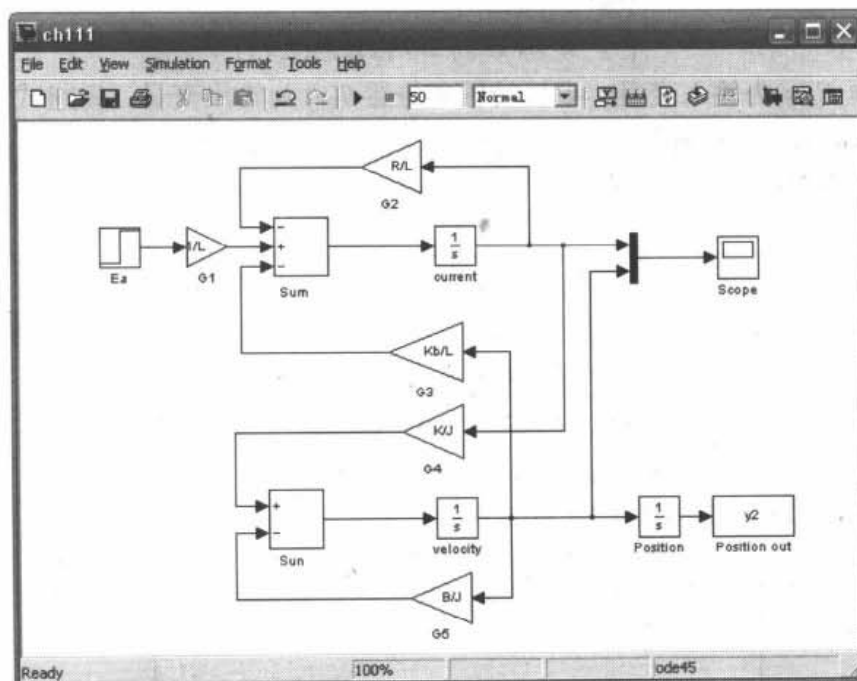 ch111
File Edit View Simulation Format Tools Help
50 Normal
R/L
G2
Ea
1/L
G1
−
+
−
Sum
1
s
current
Scope
Kb/L
G3
K/J
G4
+
−
Sun
1
s
velocity
1
s
Position
y2
Position out
B/J
G5
Ready 100% ode45